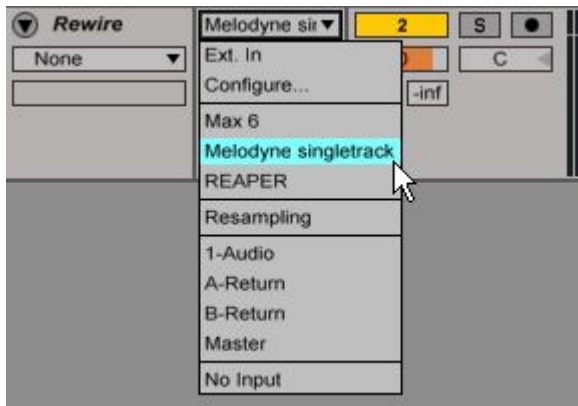 Rewire Melodyne sir 2 S
None C
-inf
Ext. In
Configure...
Max 6
Melodyne singletrack
REAPER
Resampling
1-Audio
A-Return
B-Return
Master
No Input